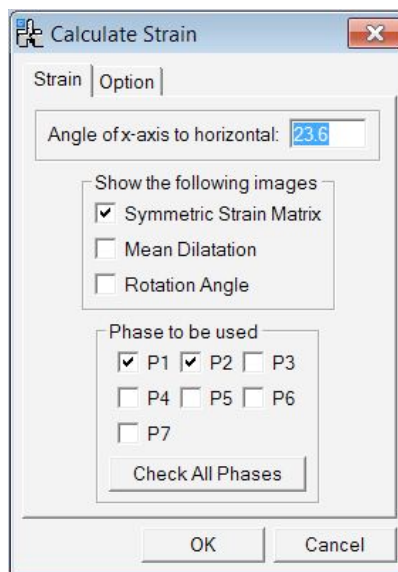 Calculate Strain
Strain Option
Angle of x-axis to horizontal: 23.6
Show the following images
Symmetric Strain Matrix
Mean Dilatation
Rotation Angle
Phase to be used
P1 P2 P3
P4 P5 P6
P7
Check All Phases
OK Cancel